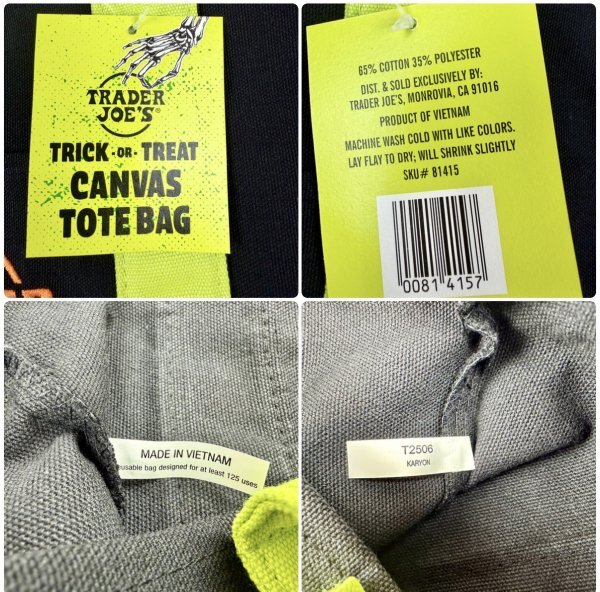 TRADER
JOE'S®
TRICK-OR-TREAT
CANVAS
TOTE BAG
65% COTTON 35% POLYESTER
DIST. & SOLD EXCLUSIVELY BY:
TRADER JOE'S, MONROVIA, CA 91016
PRODUCT OF VIETNAM
MACHINE WASH COLD WITH LIKE COLORS.
LAY FLAY TO DRY; WILL SHRINK SLIGHTLY
SKU# 81415
0081 4157
MADE IN VIETNAM
usable bag designed for at least 125 uses
T2506
KARYON